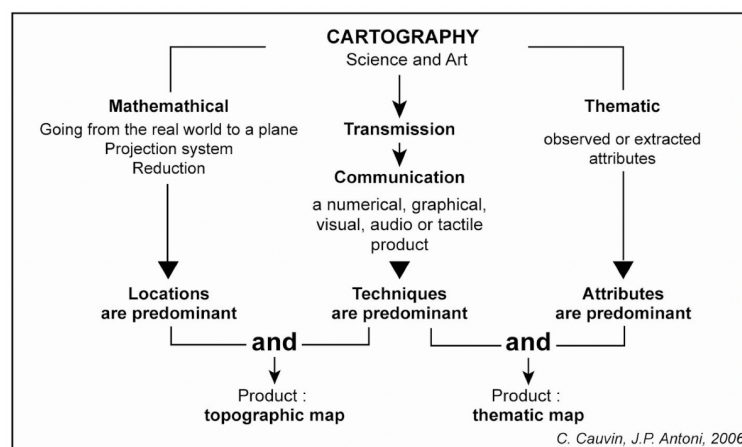 CARTOGRAPHY
Science and Art
Mathemathical
Going from the real world to a plane
Projection system
Reduction
Transmission
Communication
a numerical, graphical,
visual, audio or tactile
product
Thematic
observed or extracted
attributes
Locations
are predominant
Techniques
are predominant
Attributes
are predominant
and
and
Product :
topographic map
Product :
thematic map
C. Cauvin, J.P. Antoni, 2006